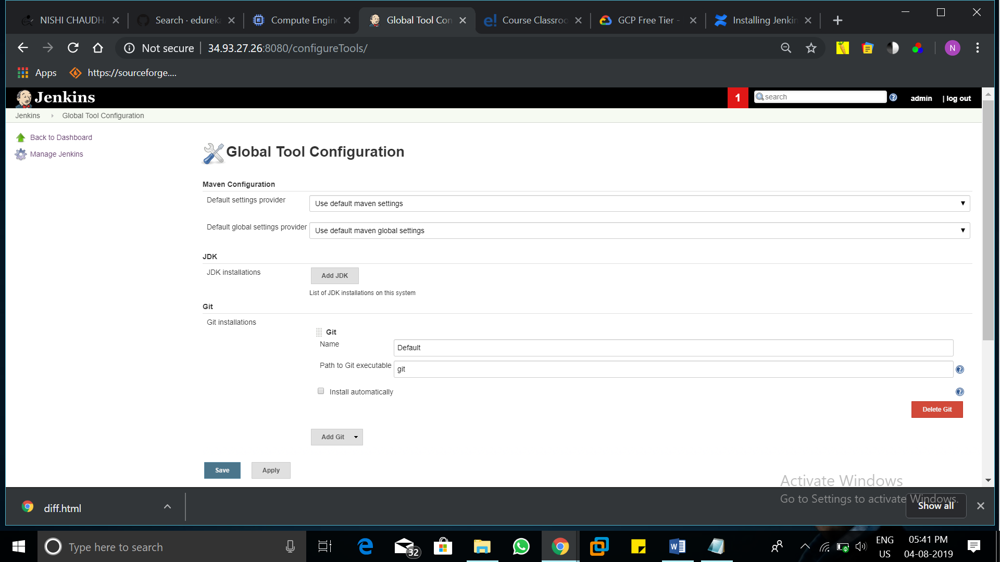 NISHI CHAUDH
Search · edurek
Compute Engin
Global Tool Con
e! Course Classroo
GCP Free Tier -
Installing Jenkin
Not secure
34.93.27.26:8080/configureTools/
N
Apps
https://sourceforge....
Jenkins
1
search
admin
| log out
Jenkins
Global Tool Configuration
Back to Dashboard
Manage Jenkins
Global Tool Configuration
Maven Configuration
Default settings provider
Use default maven settings
Default global settings provider
Use default maven global settings
JDK
JDK installations
Add JDK
List of JDK installations on this system
Git
Git installations
Git
Name
Default
Path to Git executable
git
Install automatically
Delete Git
Add Git
Save
Apply
Activate Windows
Go to Settings to activate Windows.
diff.html
Show all
Type here to search
32
ENG
US
05:41 PM
04-08-2019